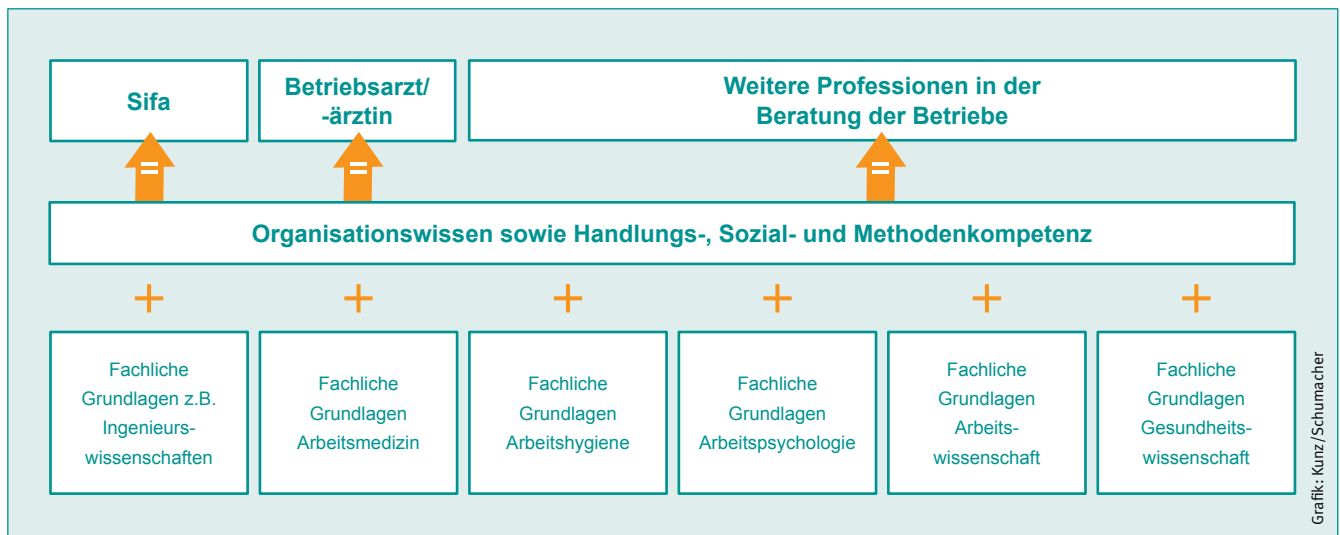 Sifa
Betriebsarzt/
-ärztin
Weitere Professionen in der
Beratung der Betriebe
=
=
=
Organisationswissen sowie Handlungs-, Sozial- und Methodenkompetenz
+ + + + + +
Fachliche
Grundlagen z.B.
Ingenieurs-
wissenschaften
Fachliche
Grundlagen
Arbeitsmedizin
Fachliche
Grundlagen
Arbeitshygiene
Fachliche
Grundlagen
Arbeitspsychologie
Fachliche
Grundlagen
Arbeits-
wissenschaft
Fachliche
Grundlagen
Gesundheits-
wissenschaft
Grafik: Kunz/Schumacher